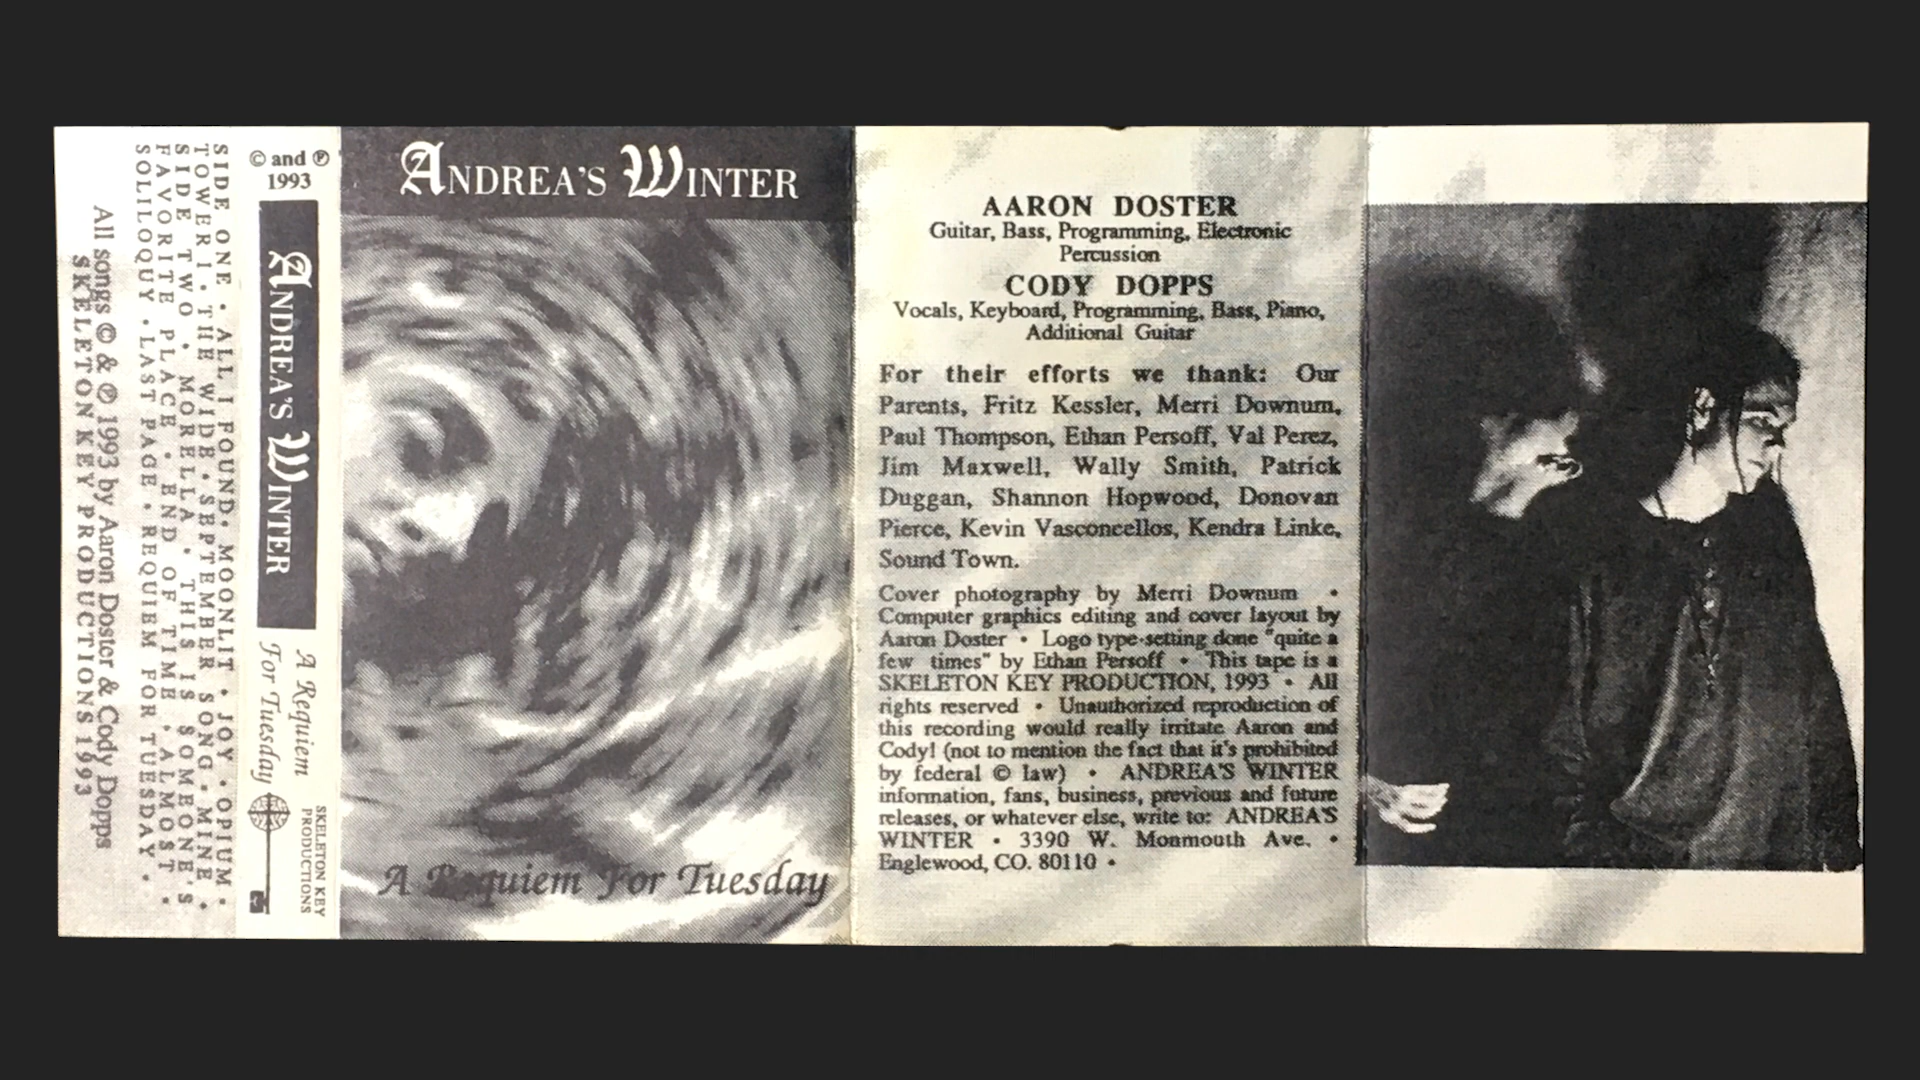 SIDE ONE • ALL I FOUND • MOONLIT • JOY • OPIUM •
TOWER I • THE WIDE • SEPTEMBER SONG • MINE •
SIDE TWO • MORELLA • THIS IS SOMEONE'S
FAVORITE PLACE • END OF TIME • ALMOST •
SOLILOQUY • LAST PAGE • REQUIEM FOR TUESDAY •
All songs © & ℗ 1993 by Aaron Doster & Cody Dopps
SKELETON KEY PRODUCTIONS 1993
© and ℗
1993
ANDREA'S WINTER
A Requiem
For Tuesday
SKELETON KEY
PRODUCTIONS
ANDREA'S WINTER
A Requiem For Tuesday
AARON DOSTER
Guitar, Bass, Programming, Electronic
Percussion
CODY DOPPS
Vocals, Keyboard, Programming, Bass, Piano,
Additional Guitar
For their efforts we thank: Our
Parents, Fritz Kessler, Merri Downum,
Paul Thompson, Ethan Persoff, Val Perez,
Jim Maxwell, Wally Smith, Patrick
Duggan, Shannon Hopwood, Donovan
Pierce, Kevin Vasconcellos, Kendra Linke,
Sound Town.
Cover photography by Merri Downum •
Computer graphics editing and cover layout by
Aaron Doster • Logo type-setting done "quite a
few times" by Ethan Persoff • This tape is a
SKELETON KEY PRODUCTION, 1993 • All
rights reserved • Unauthorized reproduction of
this recording would really irritate Aaron and
Cody! (not to mention the fact that it's prohibited
by federal © law) • ANDREA'S WINTER
information, fans, business, previous and future
releases, or whatever else, write to: ANDREA'S
WINTER • 3390 W. Monmouth Ave. •
Englewood, CO. 80110 •